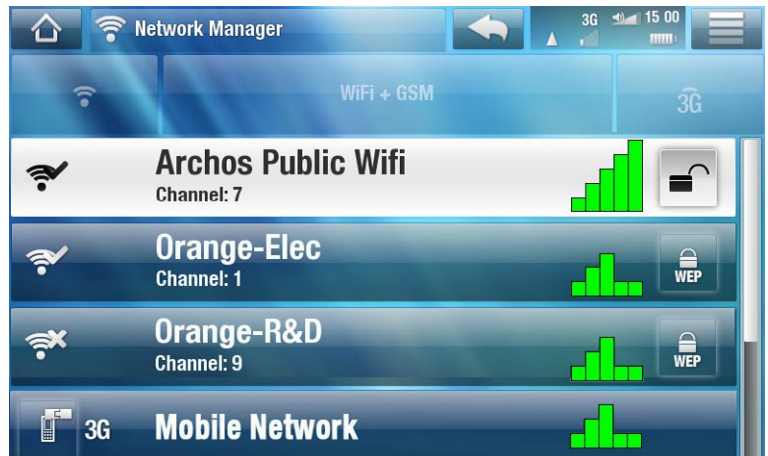 Network Manager
3G
15 00
WiFi + GSM
3G
Archos Public Wifi
Channel: 7
Orange-Elec
Channel: 1
WEP
Orange-R&D
Channel: 9
WEP
3G
Mobile Network